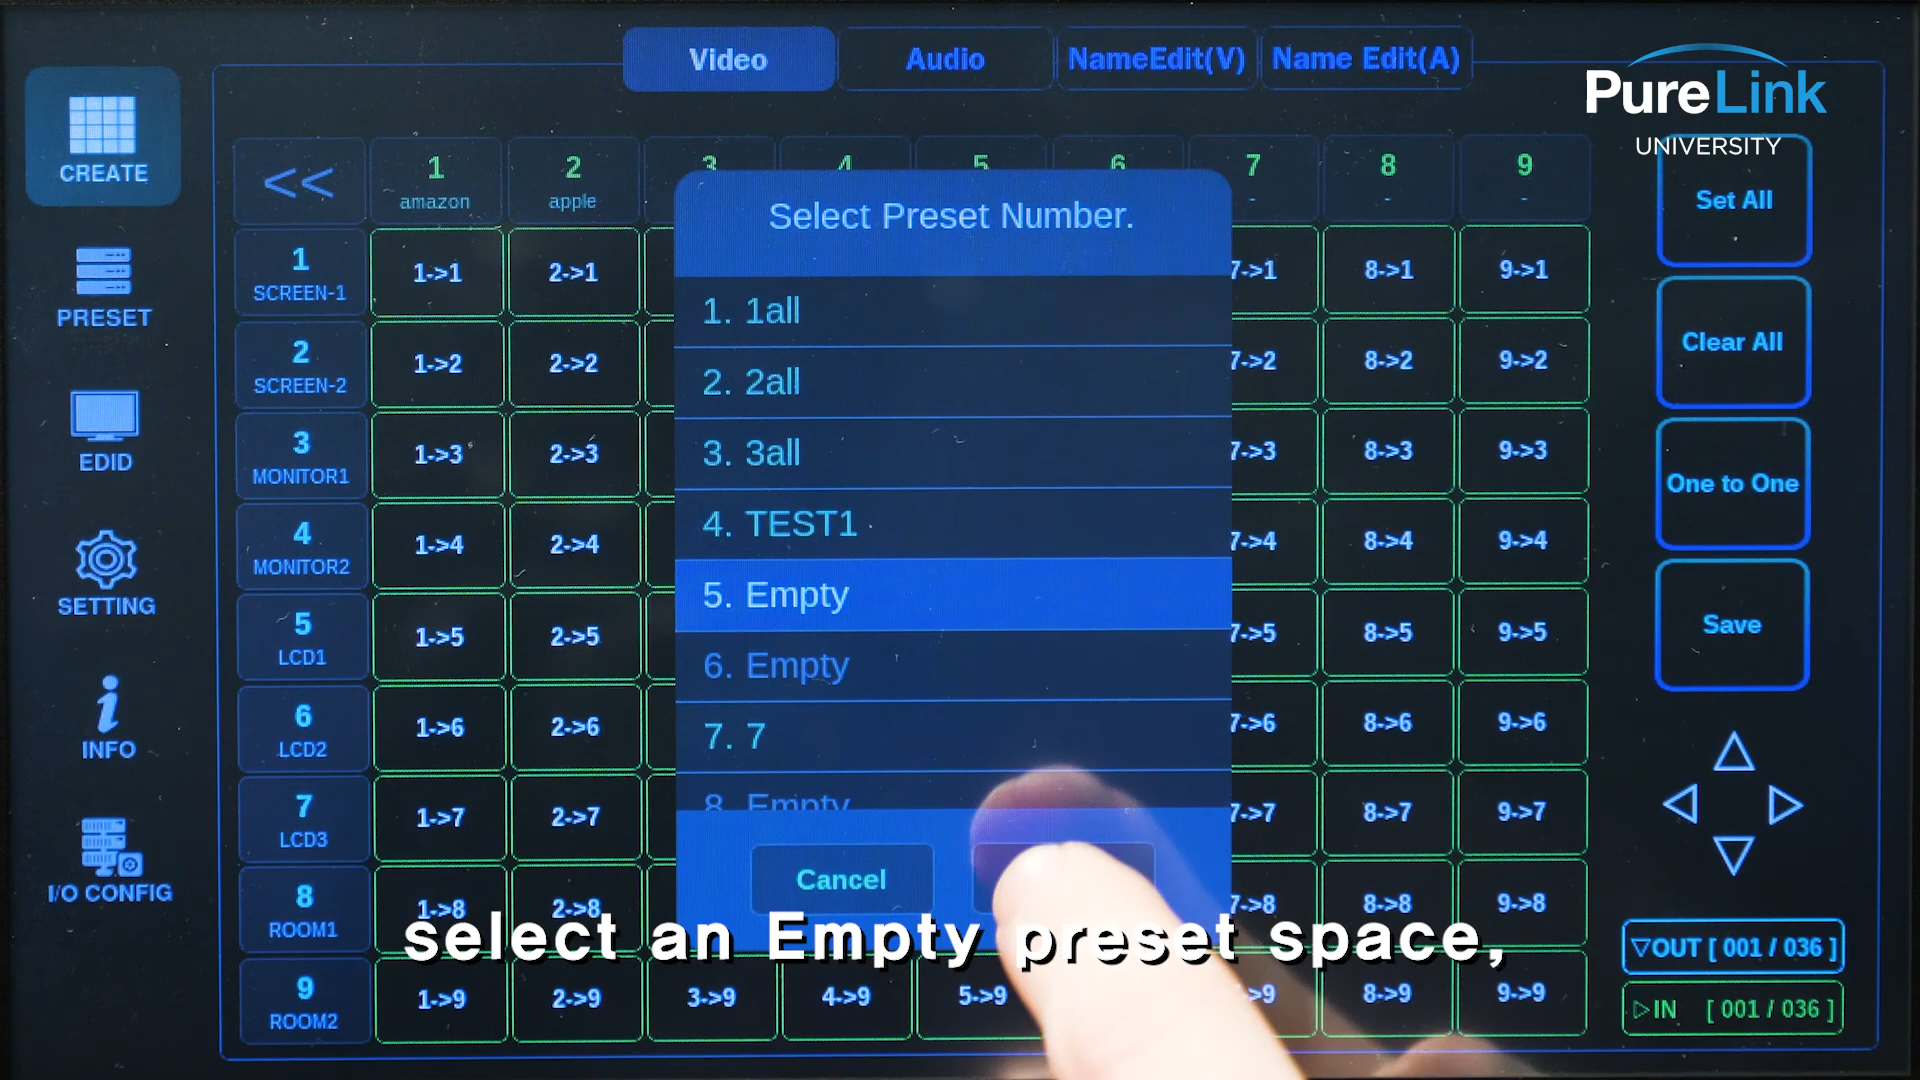 Video Audio NameEdit(V) Name Edit(A)
PureLink
UNIVERSITY
CREATE
PRESET
EDID
SETTING
INFO
I/O CONFIG
<< 1 2 3 4 5 6 7 8 9
amazon apple - - -
1 SCREEN-1 1->1 2->1 7->1 8->1 9->1
2 SCREEN-2 1->2 2->2 7->2 8->2 9->2
3 MONITOR1 1->3 2->3 7->3 8->3 9->3
4 MONITOR2 1->4 2->4 7->4 8->4 9->4
5 LCD1 1->5 2->5 7->5 8->5 9->5
6 LCD2 1->6 2->6 7->6 8->6 9->6
7 LCD3 1->7 2->7 7->7 8->7 9->7
8 ROOM1 1->8 2->8 7->8 8->8 9->8
9 ROOM2 1->9 2->9 3->9 4->9 5->9 ->9 8->9 9->9
Select Preset Number.
1. 1all
2. 2all
3. 3all
4. TEST1
5. Empty
6. Empty
7. 7
8. Empty
Cancel
Set All
Clear All
One to One
Save
▽OUT [ 001 / 036 ]
▷IN [ 001 / 036 ]
select an Empty preset space,